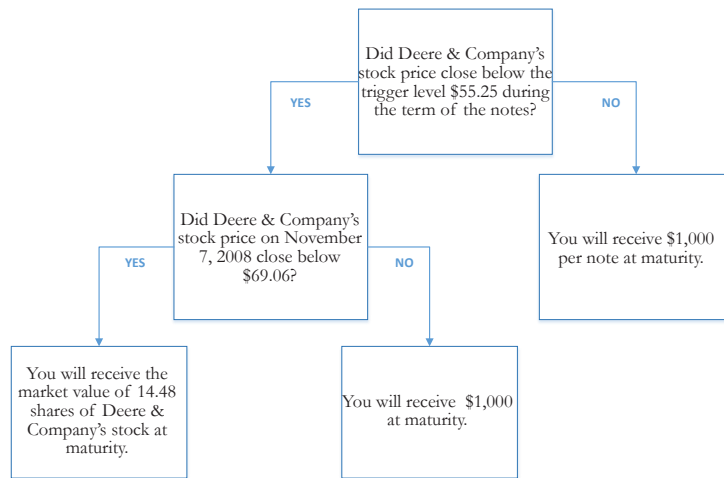 Did Deere & Company's
stock price close below the
trigger level $55.25 during
the term of the notes?
YES
NO
Did Deere & Company's
stock price on November
7, 2008 close below
$69.06?
You will receive $1,000
per note at maturity.
YES
NO
You will receive the
market value of 14.48
shares of Deere &
Company's stock at
maturity.
You will receive $1,000
at maturity.